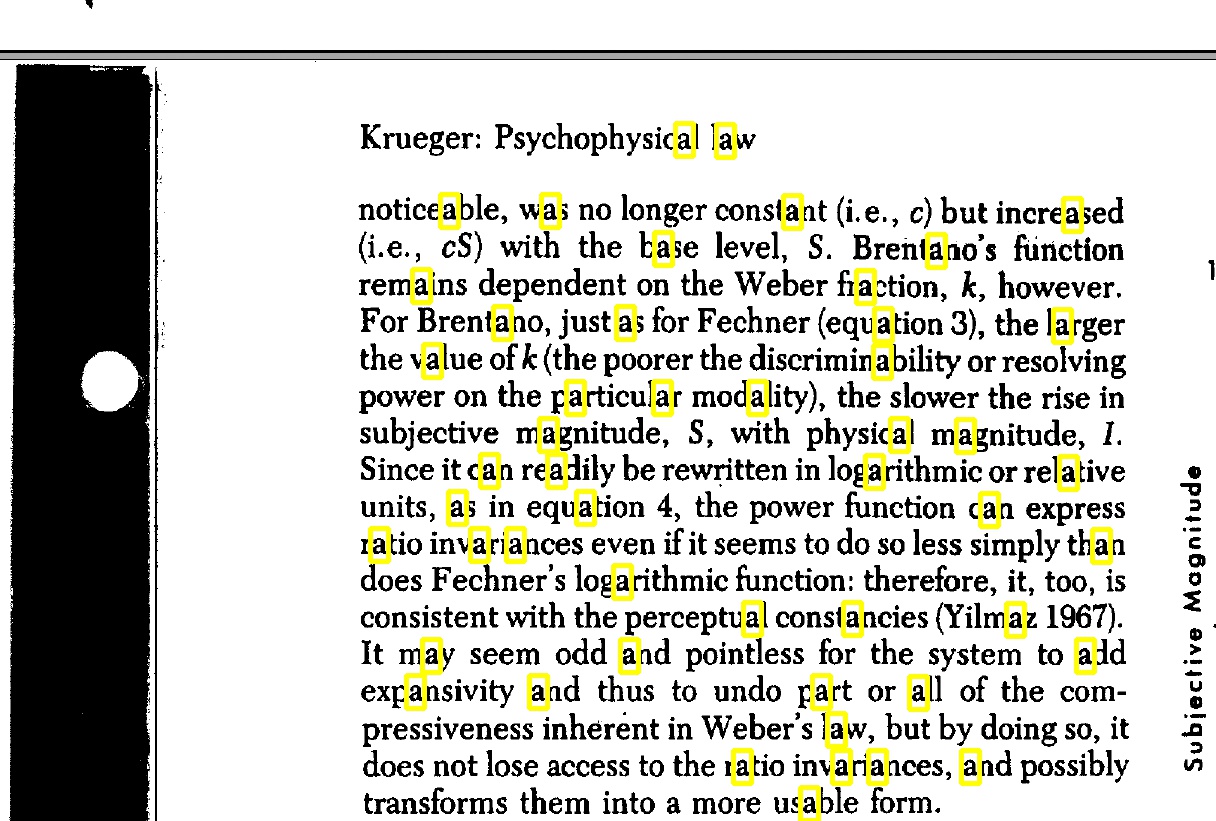 Krueger: Psychophysical law
noticeable, was no longer constant (i.e., c) but increased
(i.e., cS) with the base level, S. Brentano's function
remains dependent on the Weber fraction, k, however.
For Brentano, just as for Fechner (equation 3), the larger
the value of k (the poorer the discriminability or resolving
power on the particular modality), the slower the rise in
subjective magnitude, S, with physical magnitude, I.
Since it can readily be rewritten in logarithmic or relative
units, as in equation 4, the power function can express
ratio invariances even if it seems to do so less simply than
does Fechner's logarithmic function: therefore, it, too, is
consistent with the perceptual constancies (Yilmaz 1967).
It may seem odd and pointless for the system to add
expansivity and thus to undo part or all of the com-
pressiveness inherent in Weber's law, but by doing so, it
does not lose access to the ratio invariances, and possibly
transforms them into a more usable form.
Subjective Magnitude